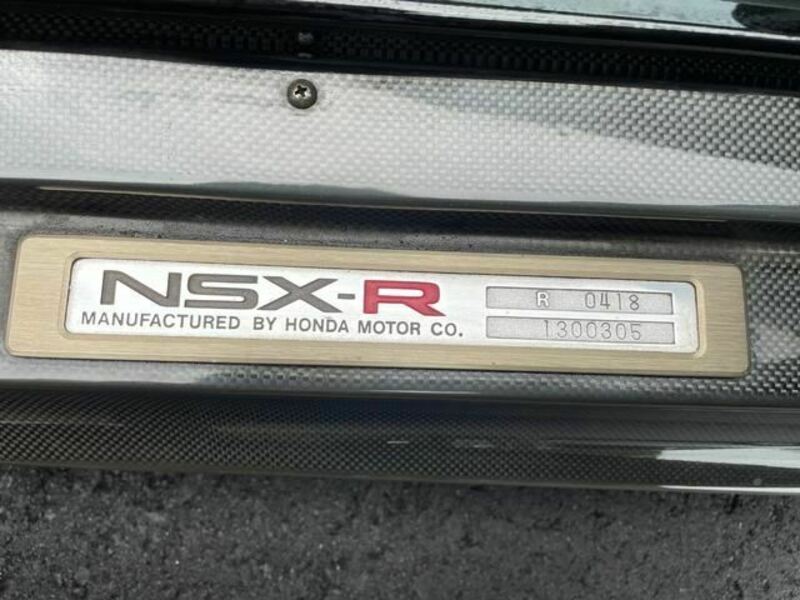 NSX-R
MANUFACTURED BY HONDA MOTOR CO.
R 0418
1300305